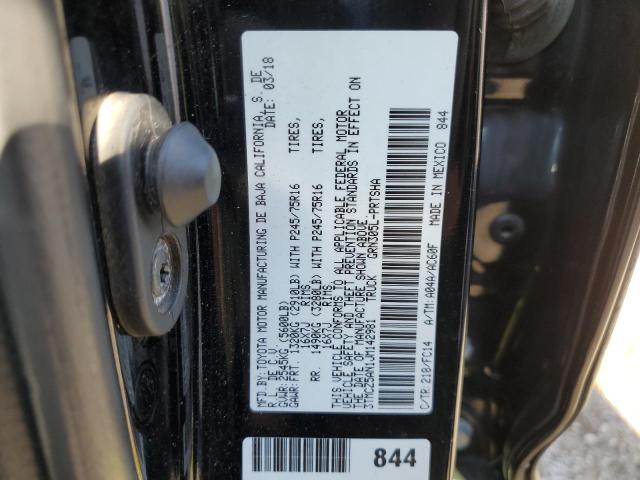 MFD. BY: TOYOTA MOTOR MANUFACTURING DE BAJA CALIFORNIA, S. DE
R.L. DE C.V. DATE: 03/18
GVWR: 2545KG (5600LB)
GAWR:FRT. 1320KG (2910LB) WITH P245/75R16 TIRES,
16X7J RIMS
RR. 1490KG (3280LB) WITH P245/75R16 TIRES,
16X7J RIMS
THIS VEHICLE CONFORMS TO ALL APPLICABLE FEDERAL MOTOR
VEHICLE SAFETY AND THEFT PREVENTION STANDARDS IN EFFECT ON
THE DATE OF MANUFACTURE SHOWN ABOVE.
3TMCZ5AN1JM142981 TRUCK GRN305L-PRTSHA
C/TR:218/FC14 A/TM:A04A/AC60F MADE IN MEXICO 844
844